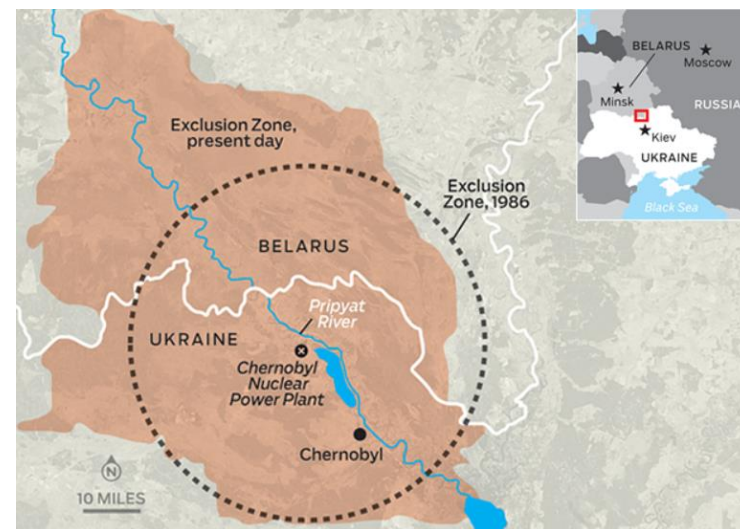 Exclusion Zone,
present day
Exclusion
Zone, 1986
BELARUS
Pripyat
River
UKRAINE
Chernobyl
Nuclear
Power Plant
Chernobyl
N
10 MILES
BELARUS
Moscow
Minsk
RUSSIA
Kiev
UKRAINE
Black Sea